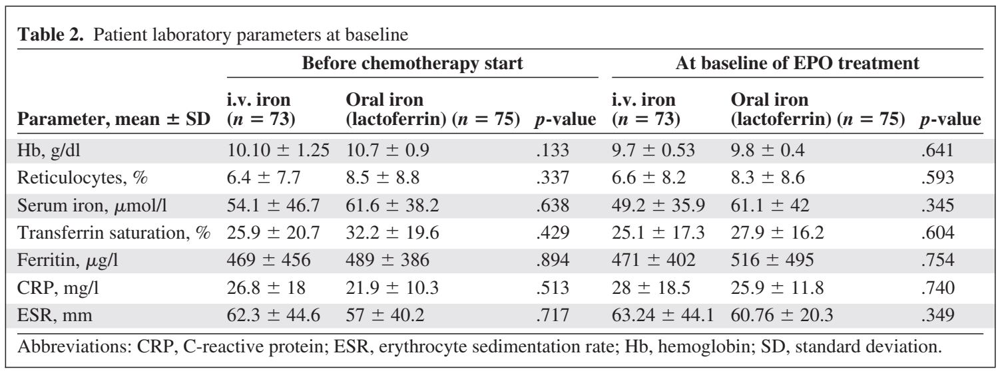 Table 2. Patient laboratory parameters at baseline
Before chemotherapy start At baseline of EPO treatment
i.v. iron Oral iron i.v. iron Oral iron
Parameter, mean ± SD (n = 73) (lactoferrin) (n = 75) p-value (n = 73) (lactoferrin) (n = 75) p-value
Hb, g/dl 10.10 ± 1.25 10.7 ± 0.9 .133 9.7 ± 0.53 9.8 ± 0.4 .641
Reticulocytes, % 6.4 ± 7.7 8.5 ± 8.8 .337 6.6 ± 8.2 8.3 ± 8.6 .593
Serum iron, μmol/l 54.1 ± 46.7 61.6 ± 38.2 .638 49.2 ± 35.9 61.1 ± 42 .345
Transferrin saturation, % 25.9 ± 20.7 32.2 ± 19.6 .429 25.1 ± 17.3 27.9 ± 16.2 .604
Ferritin, μg/l 469 ± 456 489 ± 386 .894 471 ± 402 516 ± 495 .754
CRP, mg/l 26.8 ± 18 21.9 ± 10.3 .513 28 ± 18.5 25.9 ± 11.8 .740
ESR, mm 62.3 ± 44.6 57 ± 40.2 .717 63.24 ± 44.1 60.76 ± 20.3 .349
Abbreviations: CRP, C-reactive protein; ESR, erythrocyte sedimentation rate; Hb, hemoglobin; SD, standard deviation.